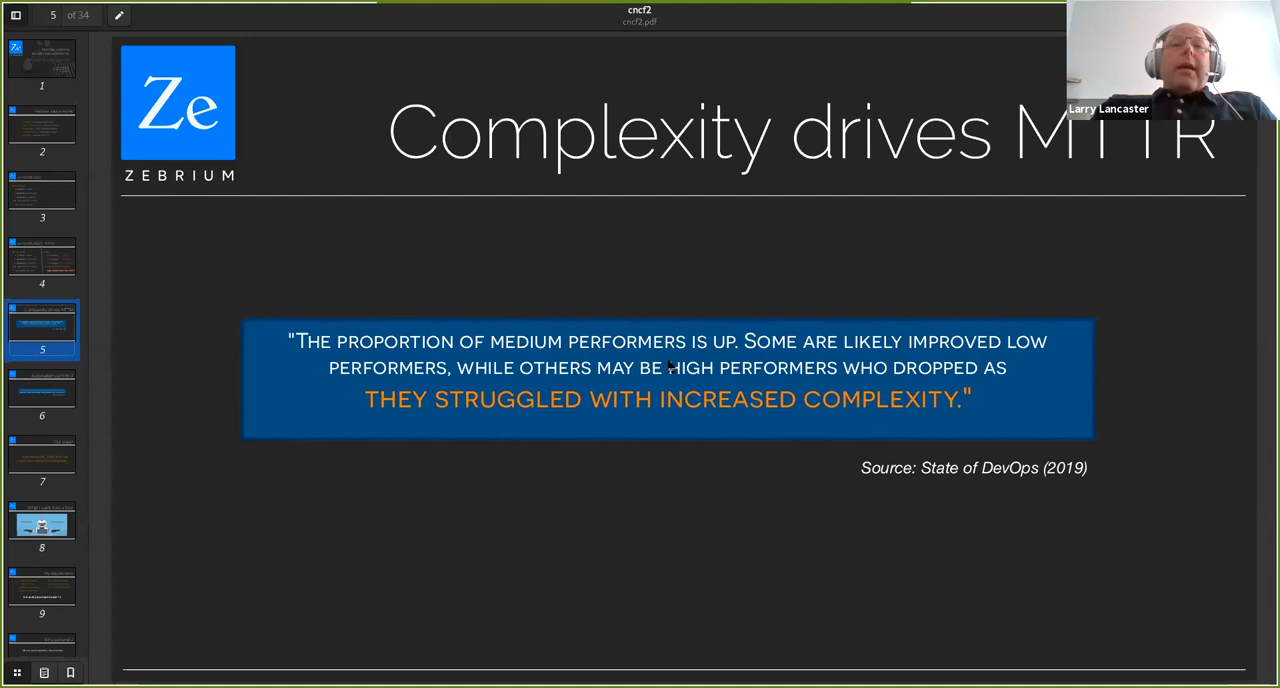 cncf2
cncf2.pdf
5 of 34
Larry Lancaster
Ze
ZEBRIUM
Complexity drives MTTR
"The proportion of medium performers is up. Some are likely improved low
performers, while others may be high performers who dropped as
they struggled with increased complexity."
Source: State of DevOps (2019)
1
2
3
4
5
6
7
8
9